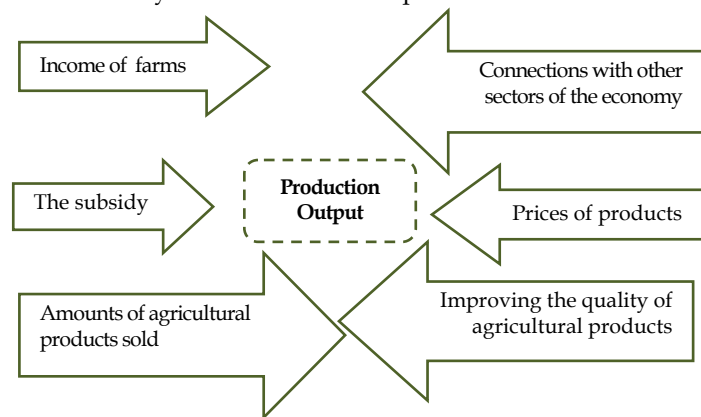 Income of farms
Connections with other
sectors of the economy
The subsidy
Production
Output
Prices of products
Amounts of agricultural
products sold
Improving the quality of
agricultural products